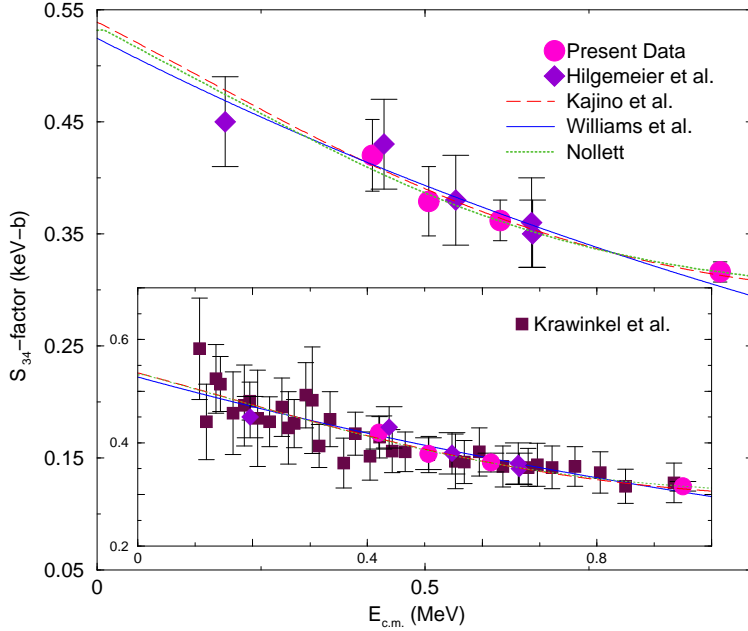 0.55
0.45
0.35
0.25
0.15
0.05
S34−factor (keV−b)
Present Data
Hilgemeier et al.
Kajino et al.
Williams et al.
Nollett
0.6
0.4
0.2
Krawinkel et al.
0
0.4
0.8
0
0.5
Ec.m. (MeV)